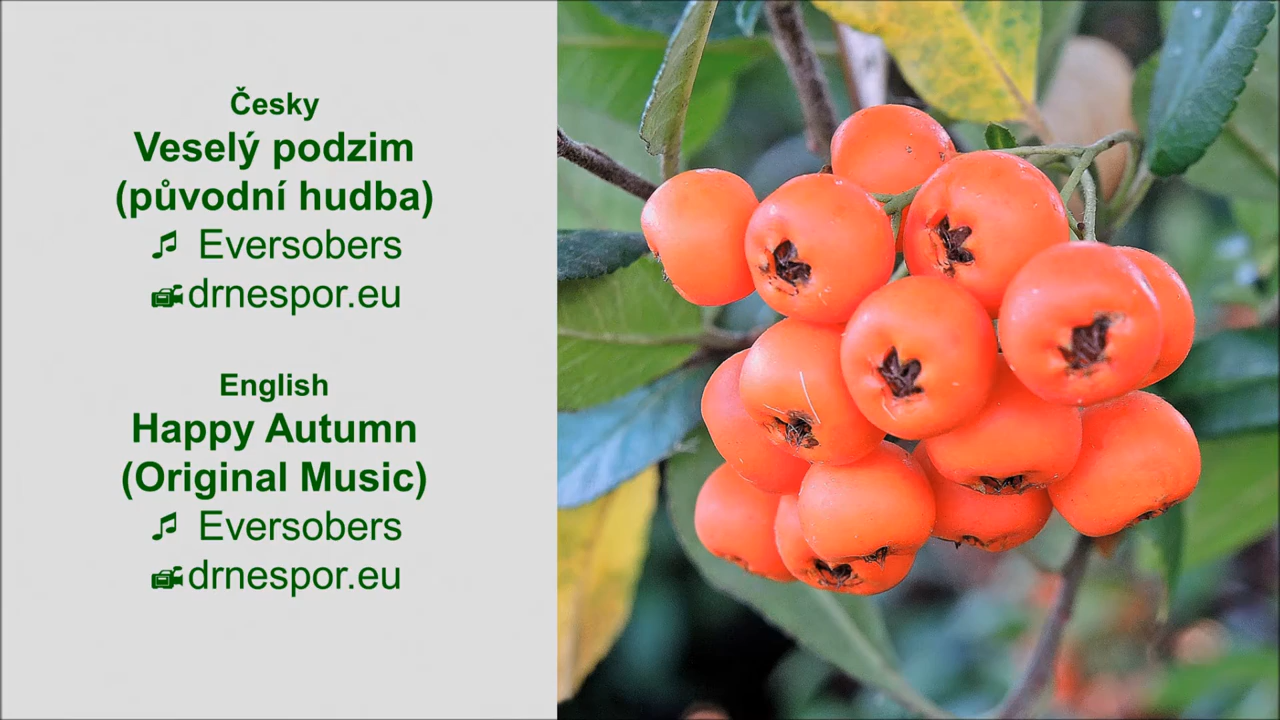 Česky
Veselý podzim
(původní hudba)
♫ Eversobers
🎥drnespor.eu
English
Happy Autumn
(Original Music)
♫ Eversobers
🎥drnespor.eu